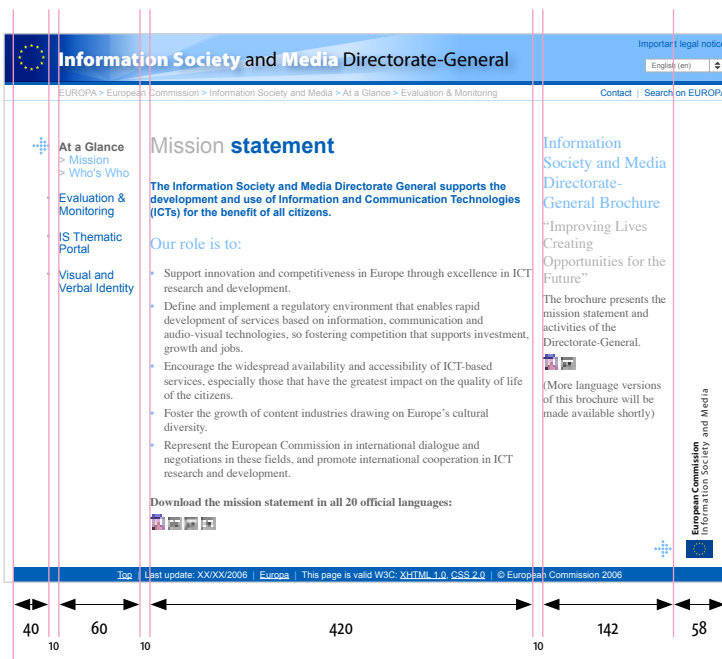 Important legal notice
Information Society and Media Directorate-General
English (en)
EUROPA > European Commission > Information Society and Media > At a Glance > Evaluation & Monitoring
Contact | Search on EUROPA
At a Glance
> Mission
> Who's Who
Evaluation &
Monitoring
IS Thematic
Portal
Visual and
Verbal Identity
Mission statement
The Information Society and Media Directorate General supports the
development and use of Information and Communication Technologies
(ICTs) for the benefit of all citizens.
Our role is to:
• Support innovation and competitiveness in Europe through excellence in ICT
research and development.
• Define and implement a regulatory environment that enables rapid
development of services based on information, communication and
audio-visual technologies, so fostering competition that supports investment,
growth and jobs.
• Encourage the widespread availability and accessibility of ICT-based
services, especially those that have the greatest impact on the quality of life
of the citizens.
• Foster the growth of content industries drawing on Europe's cultural
diversity.
• Represent the European Commission in international dialogue and
negotiations in these fields, and promote international cooperation in ICT
research and development.
Download the mission statement in all 20 official languages:
Information
Society and Media
Directorate-
General Brochure
“Improving Lives
Creating
Opportunities for the
Future”
The brochure presents the
mission statement and
activities of the
Directorate-General.
(More language versions
of this brochure will be
made available shortly)
European Commission
Information Society and Media
Top | Last update: XX/XX/2006 | Europa | This page is valid W3C: XHTML 1.0, CSS 2.0 | © European Commission 2006
40 60 420 142 58
10 10 10